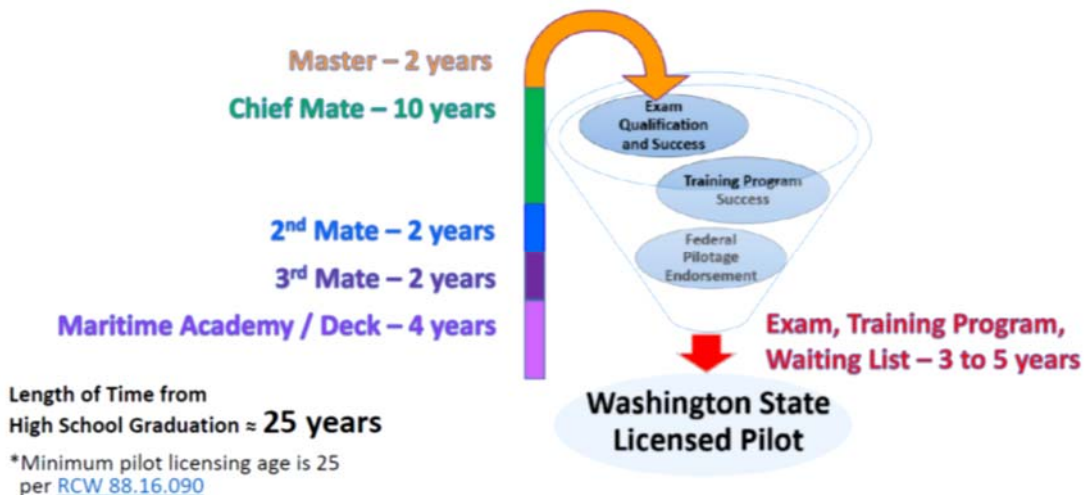 Master – 2 years
Chief Mate – 10 years
2nd Mate – 2 years
3rd Mate – 2 years
Maritime Academy / Deck – 4 years
Exam
Qualification
and Success
Training Program
Success
Federal
Pilotage
Endorsement
Exam, Training Program,
Waiting List – 3 to 5 years
Washington State
Licensed Pilot
Length of Time from
High School Graduation ≈ 25 years
*Minimum pilot licensing age is 25
per RCW 88.16.090